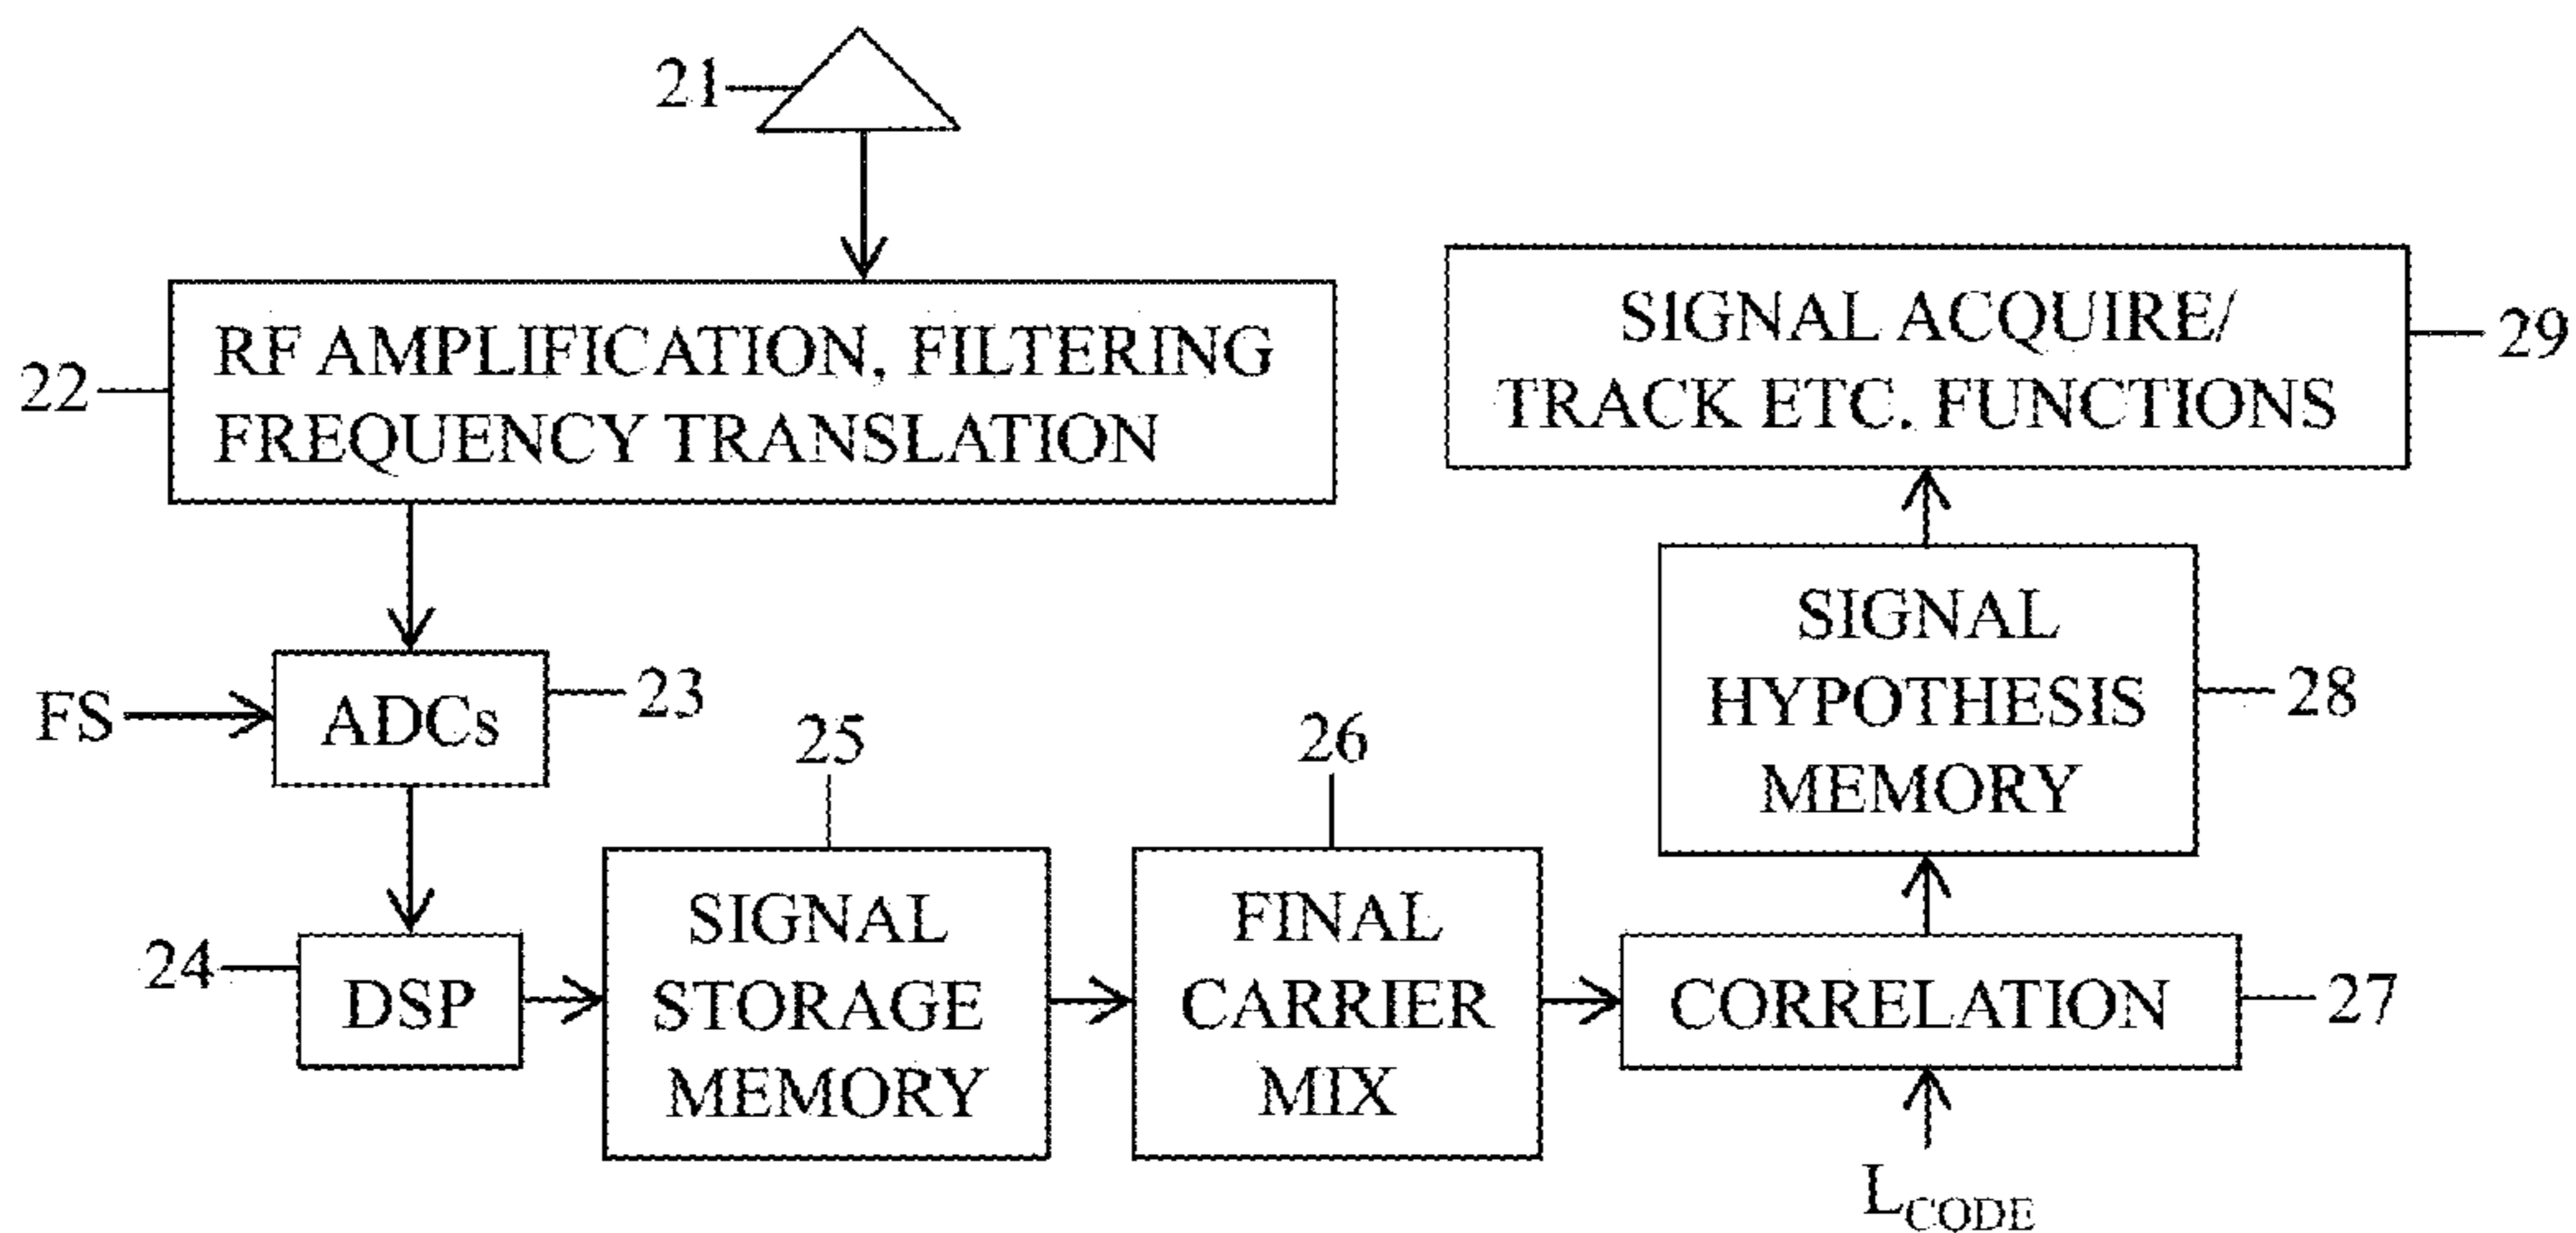 21
22
RF AMPLIFICATION, FILTERING
FREQUENCY TRANSLATION
FS
ADCs
23
24
DSP
25
SIGNAL
STORAGE
MEMORY
26
FINAL
CARRIER
MIX
CORRELATION
27
L_CODE
SIGNAL
HYPOTHESIS
MEMORY
28
SIGNAL ACQUIRE/
TRACK ETC. FUNCTIONS
29